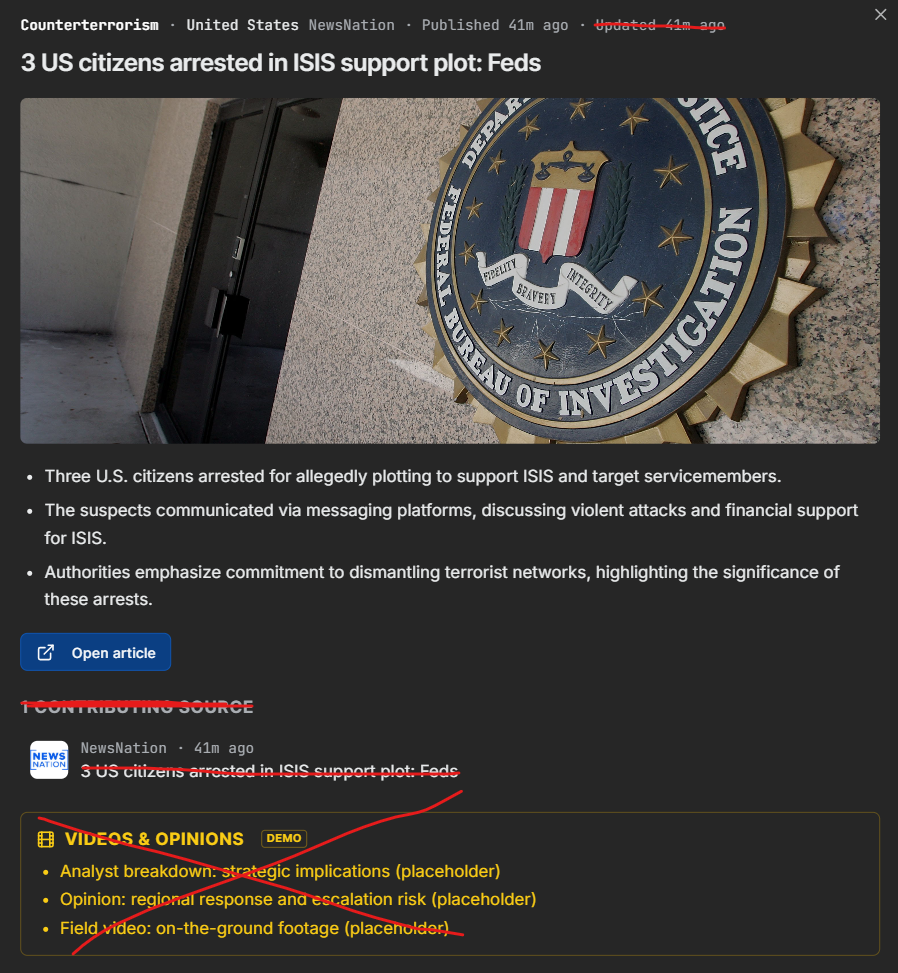 Counterterrorism · United States NewsNation · Published 41m ago · Updated 41m ago
3 US citizens arrested in ISIS support plot: Feds
DEPAR
STICE
FEDERAL BUREAU OF INVESTIGATION
FIDELITY
BRAVERY
INTEGRITY
• Three U.S. citizens arrested for allegedly plotting to support ISIS and target servicemembers.
• The suspects communicated via messaging platforms, discussing violent attacks and financial support
for ISIS.
• Authorities emphasize commitment to dismantling terrorist networks, highlighting the significance of
these arrests.
Open article
1 CONTRIBUTING SOURCE
NEWS
NATION
NewsNation · 41m ago
3 US citizens arrested in ISIS support plot: Feds
VIDEOS & OPINIONS DEMO
• Analyst breakdown: strategic implications (placeholder)
• Opinion: regional response and escalation risk (placeholder)
• Field video: on-the-ground footage (placeholder)